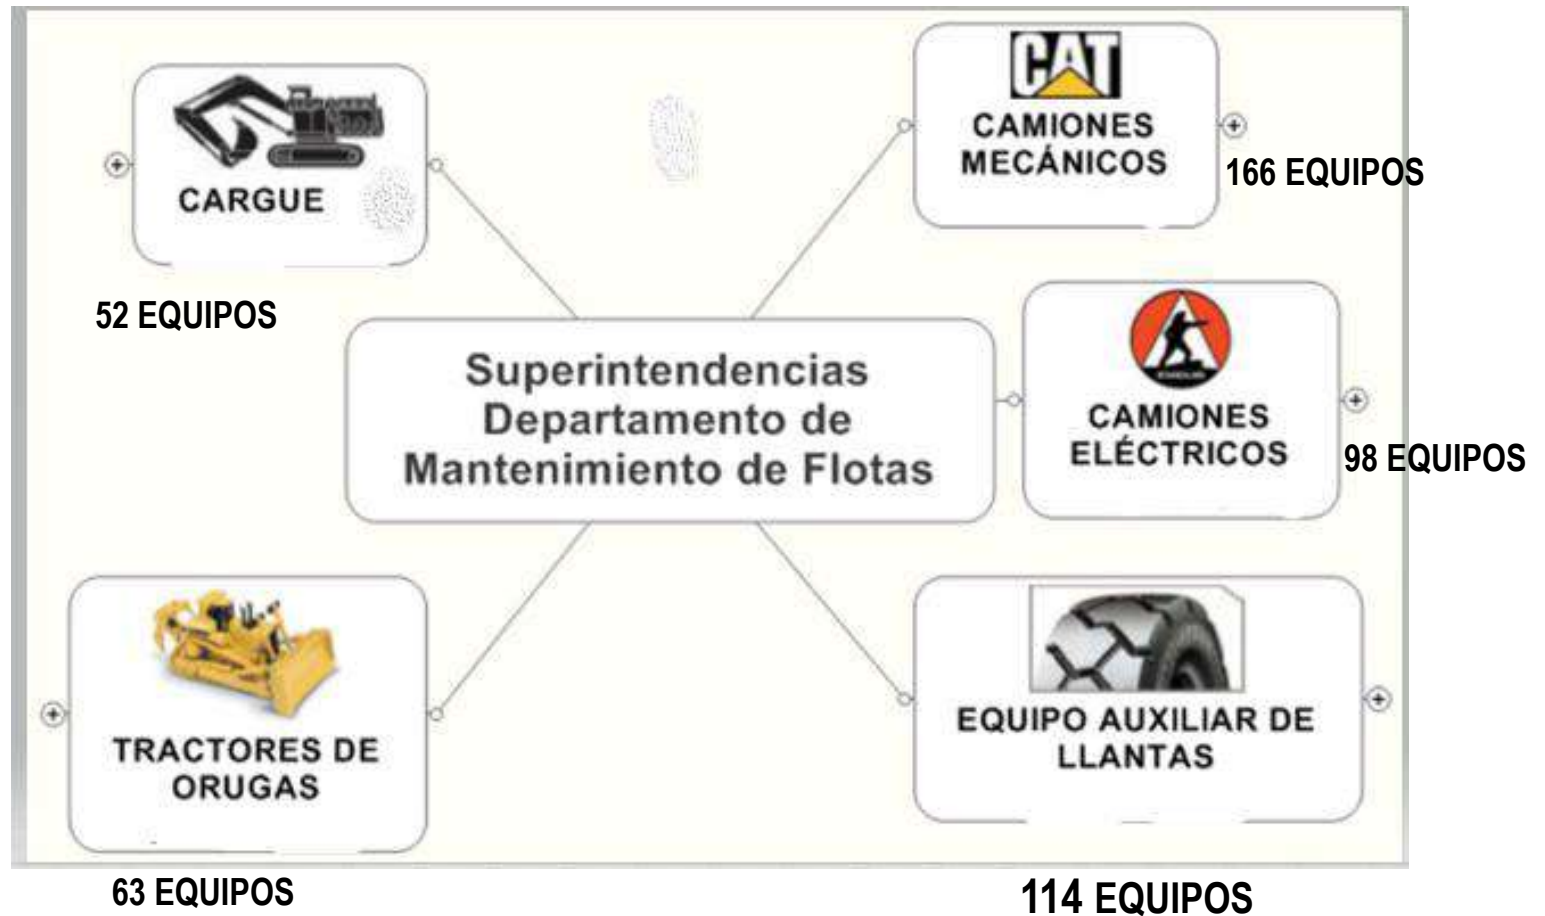 CARGUE
52 EQUIPOS
CAT
CAMIONES
MECÁNICOS
166 EQUIPOS
Superintendencias
Departamento de
Mantenimiento de Flotas
CAMIONES
ELÉCTRICOS
98 EQUIPOS
TRACTORES DE
ORUGAS
63 EQUIPOS
EQUIPO AUXILIAR DE
LLANTAS
114 EQUIPOS